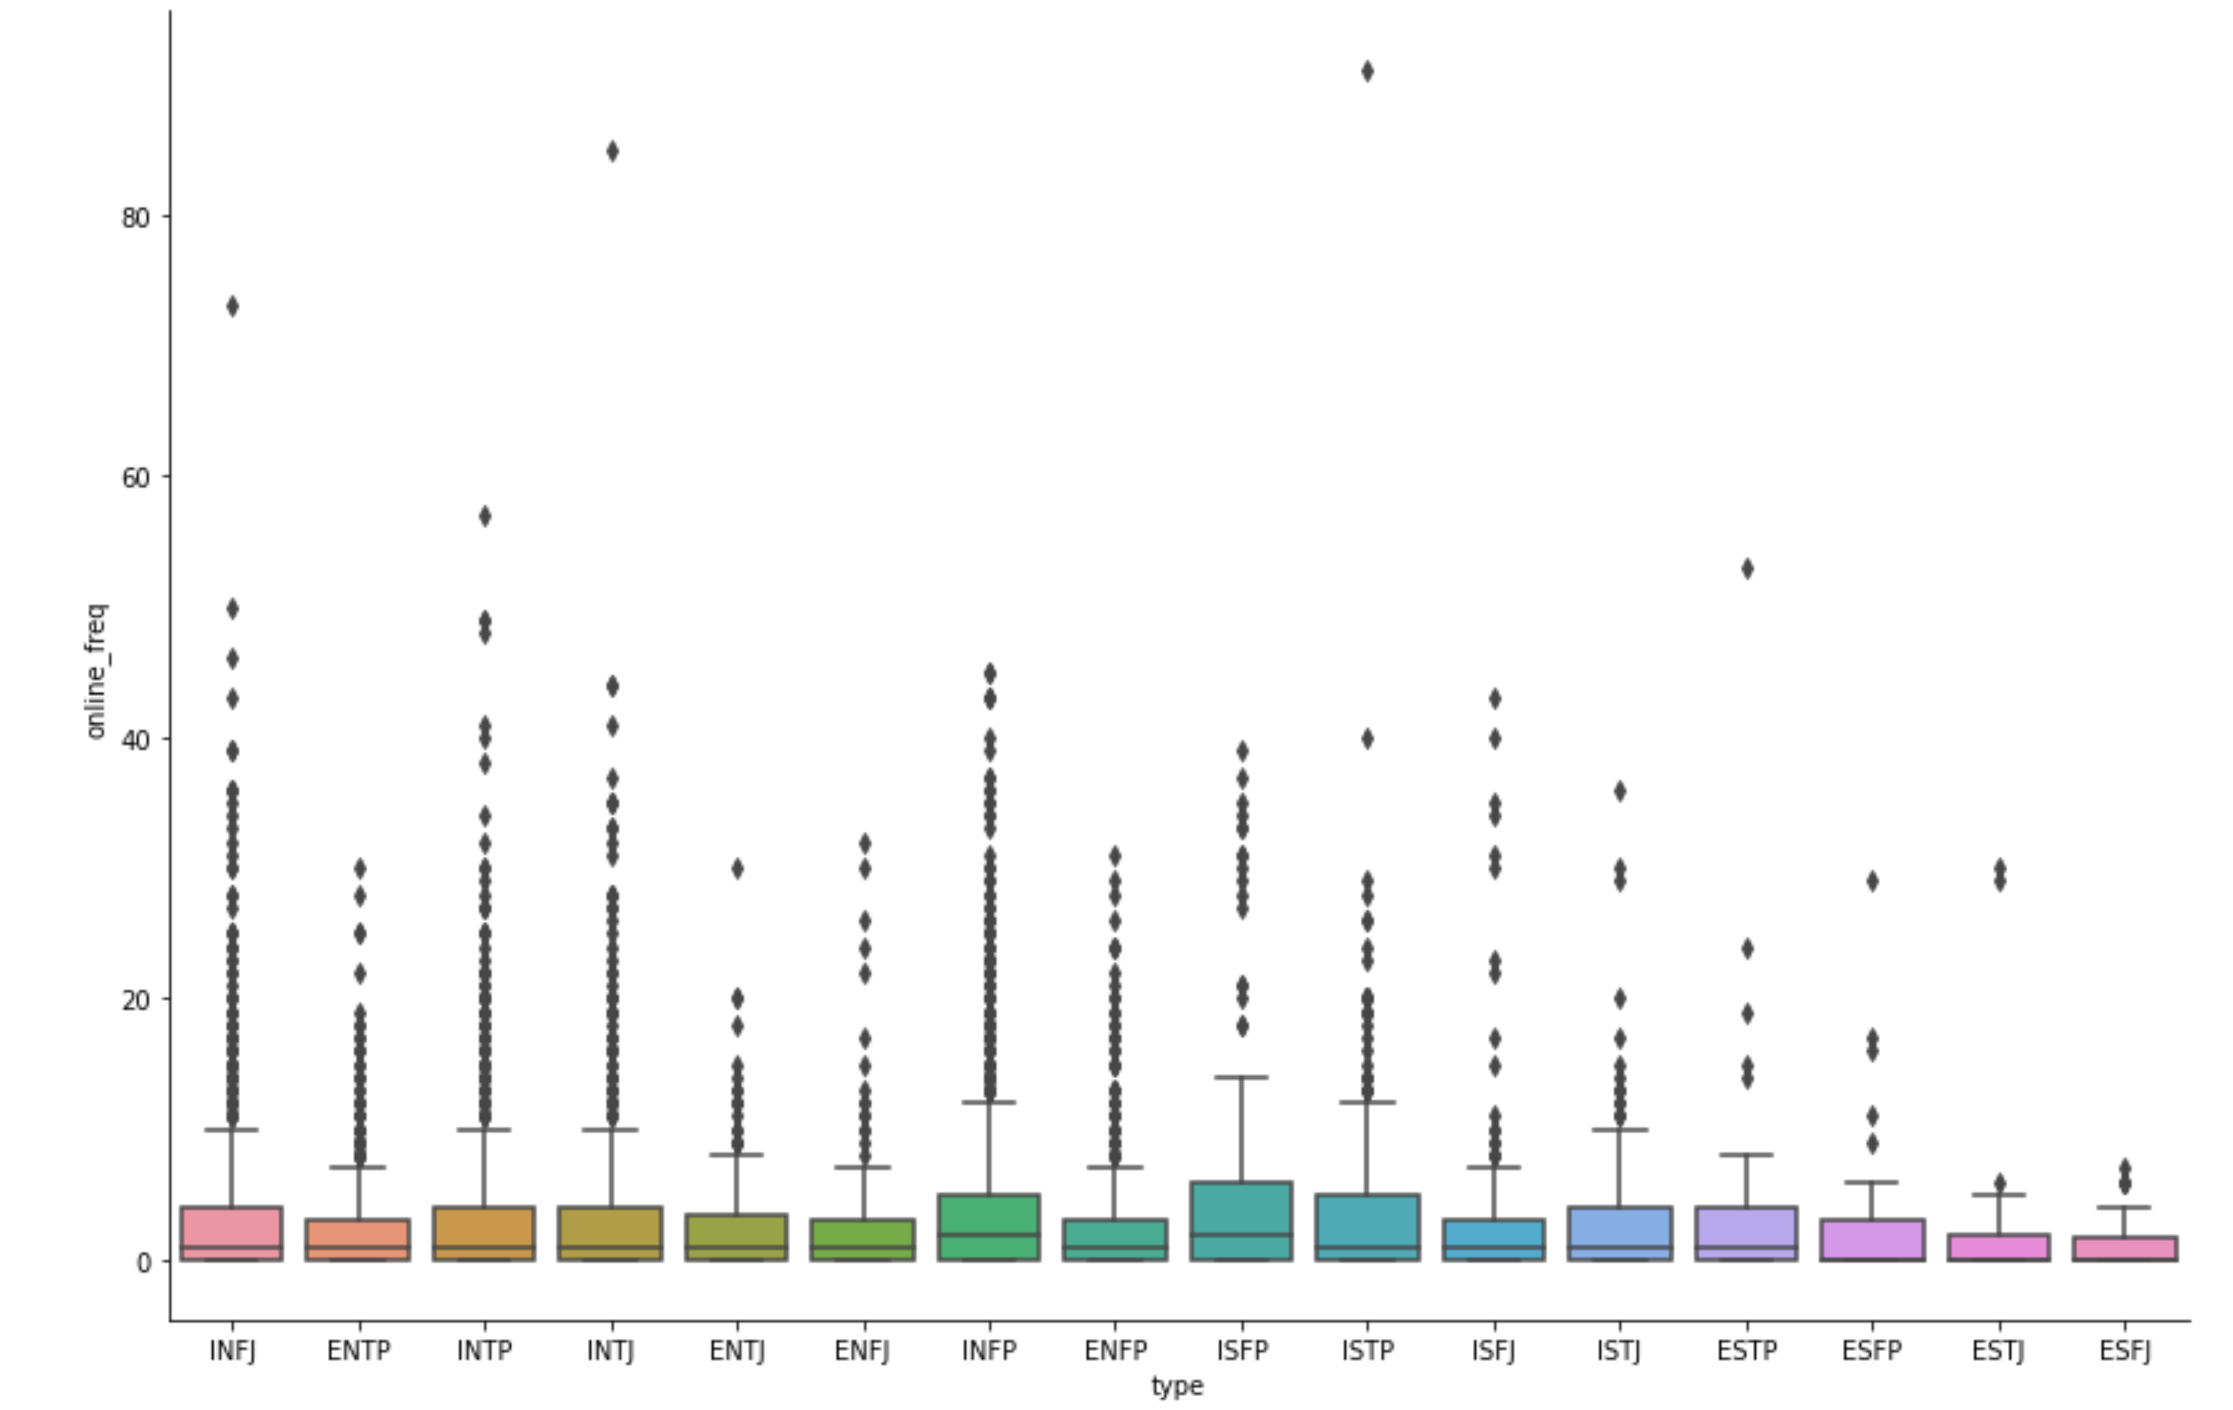 80
60
40
20
0
online_freq
INFJ ENTP INTP INTJ ENTJ ENFJ INFP ENFP ISFP ISTP ISFJ ISTJ ESTP ESFP ESTJ ESFJ
type